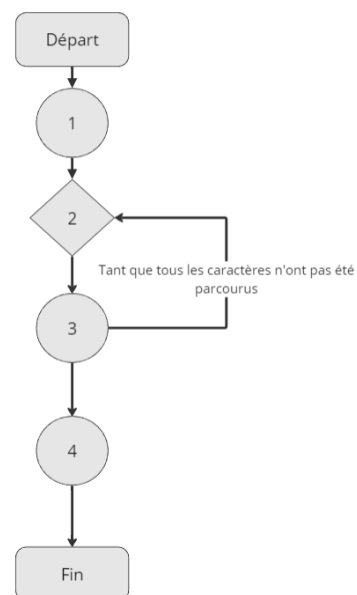 Départ
1
2
Tant que tous les caractères n'ont pas été
parcourus
3
4
Fin